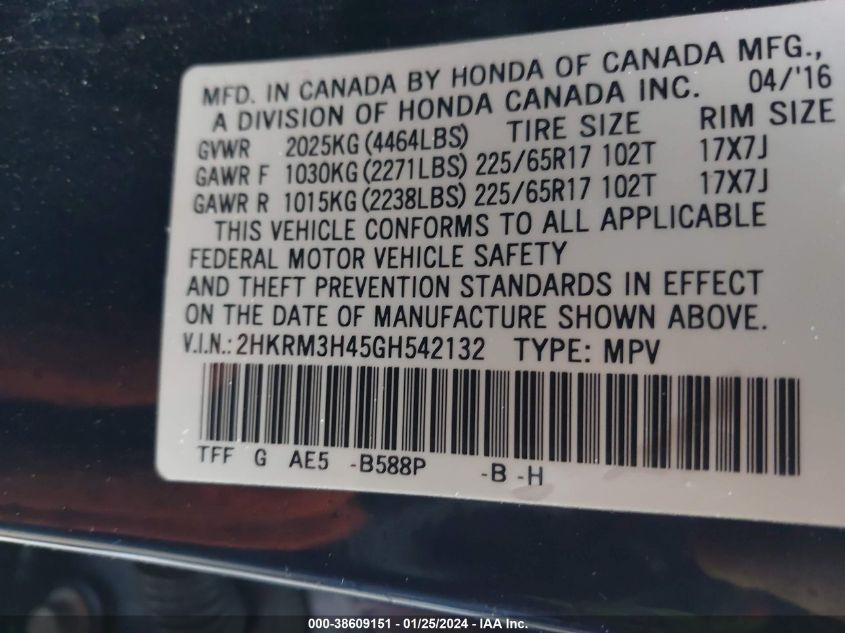 MFD. IN CANADA BY HONDA OF CANADA MFG.,
A DIVISION OF HONDA CANADA INC. 04/'16
GVWR 2025KG (4464LBS) TIRE SIZE RIM SIZE
GAWR F 1030KG (2271LBS) 225/65R17 102T 17X7J
GAWR R 1015KG (2238LBS) 225/65R17 102T 17X7J
THIS VEHICLE CONFORMS TO ALL APPLICABLE
FEDERAL MOTOR VEHICLE SAFETY
AND THEFT PREVENTION STANDARDS IN EFFECT
ON THE DATE OF MANUFACTURE SHOWN ABOVE.
V.I.N.: 2HKRM3H45GH542132 TYPE: MPV
TFF G AE5 -B588P -B -H
000-38609151 - 01/25/2024 - IAA Inc.